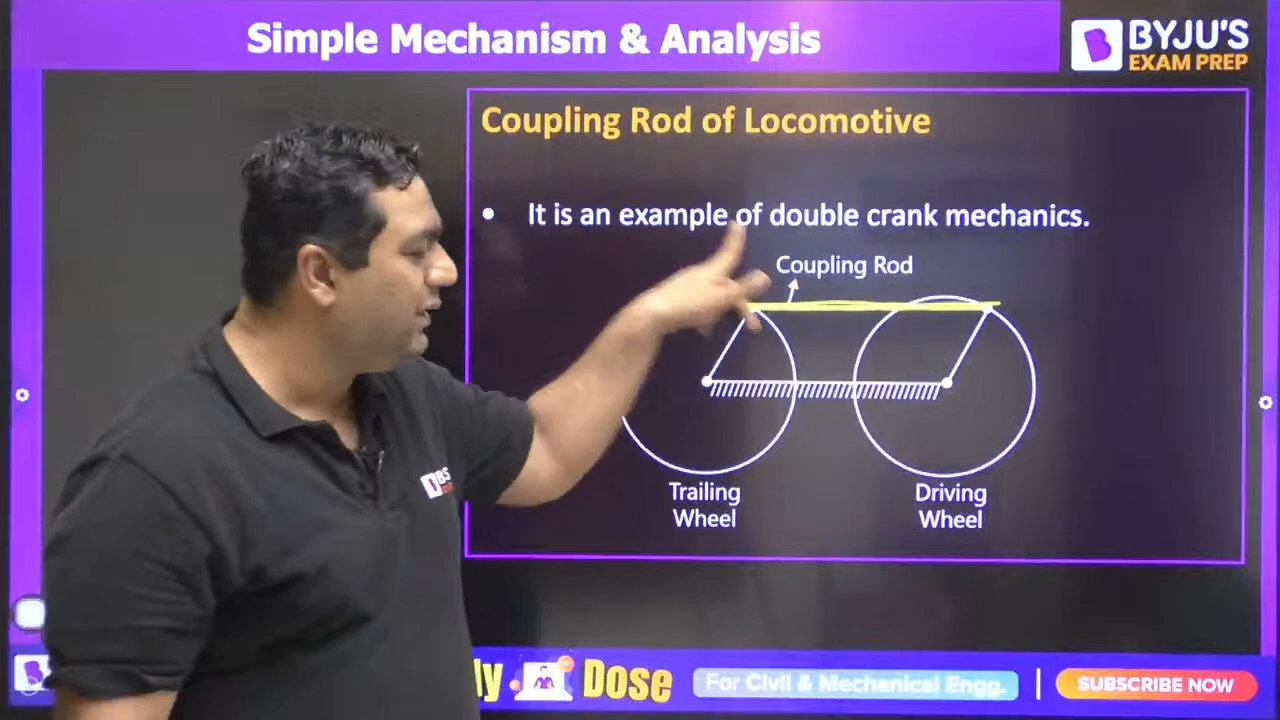 Simple Mechanism & Analysis
BYJU'S
EXAM PREP
Coupling Rod of Locomotive
• It is an example of double crank mechanics.
Coupling Rod
Trailing
Wheel
Driving
Wheel
Dose
For Civil & Mechanical Engg.
SUBSCRIBE NOW